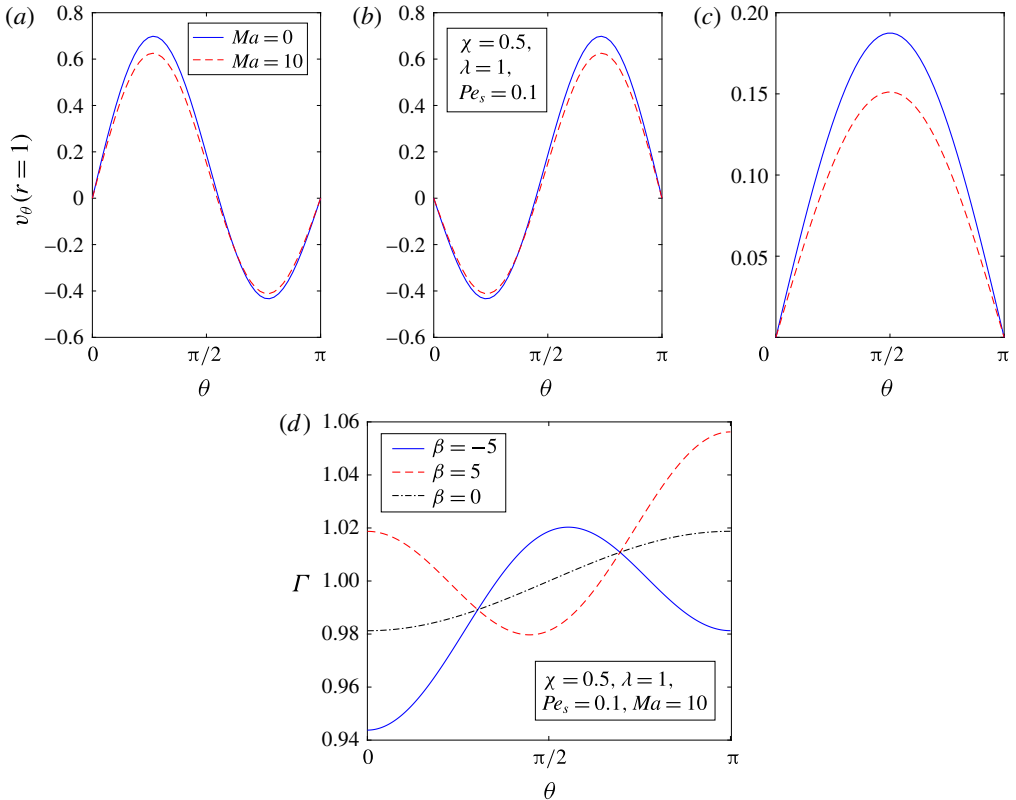 (a)
0.8
0.6
0.4
0.2
0
−0.2
−0.4
−0.6
v_θ(r = 1)
Ma = 0
Ma = 10
0
π/2
π
θ
(b)
0.8
0.6
0.4
0.2
0
−0.2
−0.4
−0.6
χ = 0.5,
λ = 1,
Pe_s = 0.1
0
π/2
π
θ
(c)
0.20
0.15
0.10
0.05
0
π/2
π
θ
(d)
1.06
1.04
1.02
1.00
0.98
0.96
0.94
Γ
β = −5
β = 5
β = 0
χ = 0.5, λ = 1,
Pe_s = 0.1, Ma = 10
0
π/2
π
θ